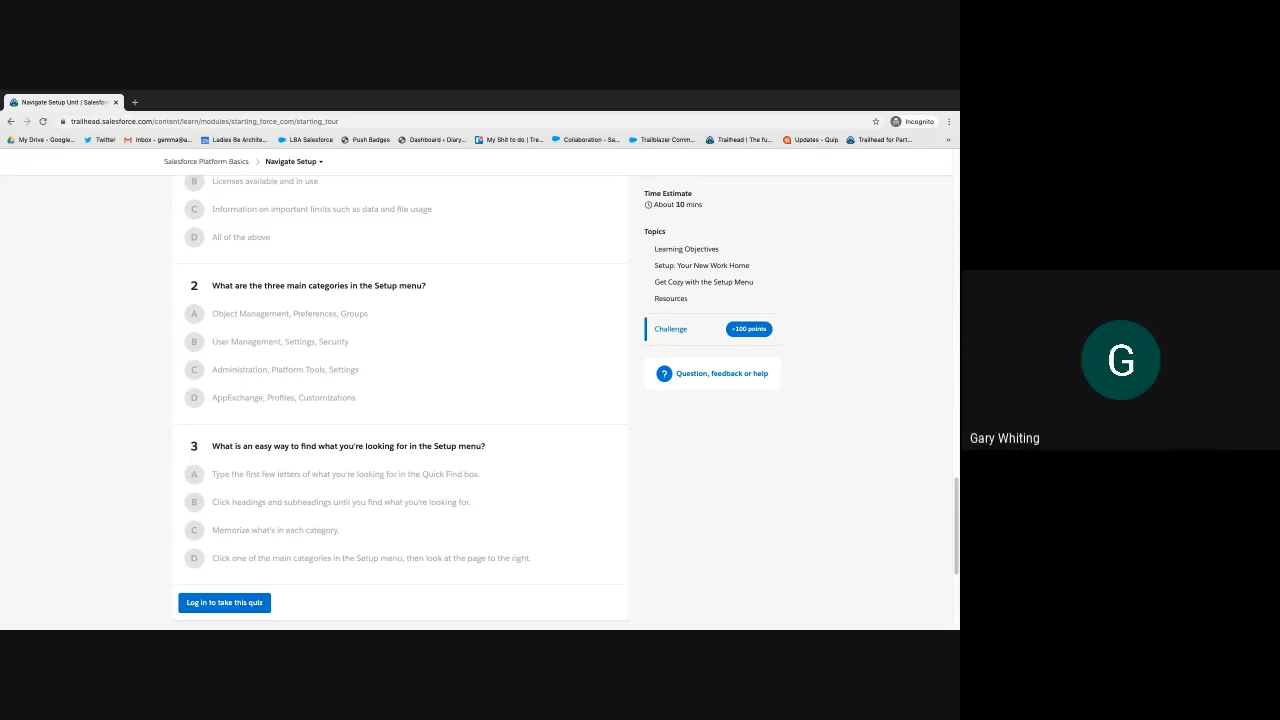 Navigate Setup Unit | Salesfor
trailhead.salesforce.com/content/learn/modules/starting_force_com/starting_tour
Incognito
My Drive - Google...
Twitter
Inbox - gemma@a...
Ladies Be Archite...
LBA Salesforce
Push Badges
Dashboard ‹ Diary...
My Shit to do | Tre...
Collaboration - Sa...
Trailblazer Comm...
Trailhead | The fu...
Updates - Quip
Trailhead for Part...
»
Salesforce Platform Basics > Navigate Setup
B Licenses available and in use
C Information on important limits such as data and file usage
D All of the above
2 What are the three main categories in the Setup menu?
A Object Management, Preferences, Groups
B User Management, Settings, Security
C Administration, Platform Tools, Settings
D AppExchange, Profiles, Customizations
3 What is an easy way to find what you're looking for in the Setup menu?
A Type the first few letters of what you're looking for in the Quick Find box.
B Click headings and subheadings until you find what you're looking for.
C Memorize what's in each category.
D Click one of the main categories in the Setup menu, then look at the page to the right.
Log in to take this quiz
Time Estimate
About 10 mins
Topics
Learning Objectives
Setup: Your New Work Home
Get Cozy with the Setup Menu
Resources
Challenge +100 points
? Question, feedback or help
G
Gary Whiting